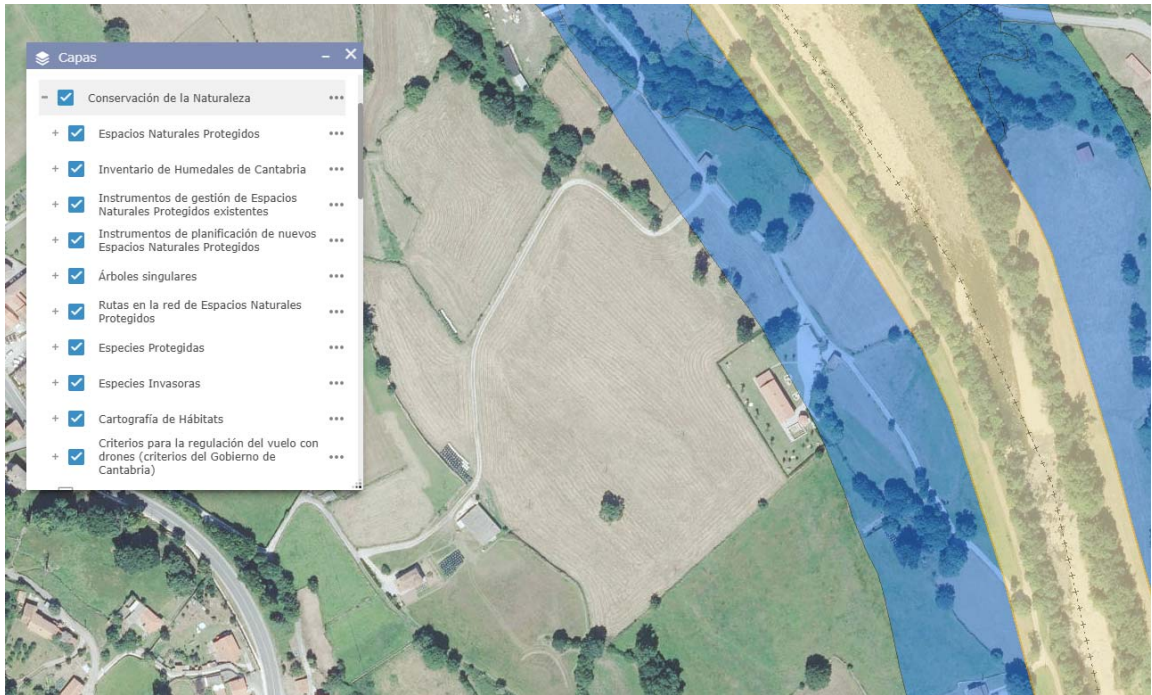 Capas
Conservación de la Naturaleza
Espacios Naturales Protegidos
Inventario de Humedales de Cantabria
Instrumentos de gestión de Espacios
Naturales Protegidos existentes
Instrumentos de planificación de nuevos
Espacios Naturales Protegidos
Árboles singulares
Rutas en la red de Espacios Naturales
Protegidos
Especies Protegidas
Especies Invasoras
Cartografía de Hábitats
Criterios para la regulación del vuelo con
drones (criterios del Gobierno de
Cantabria)